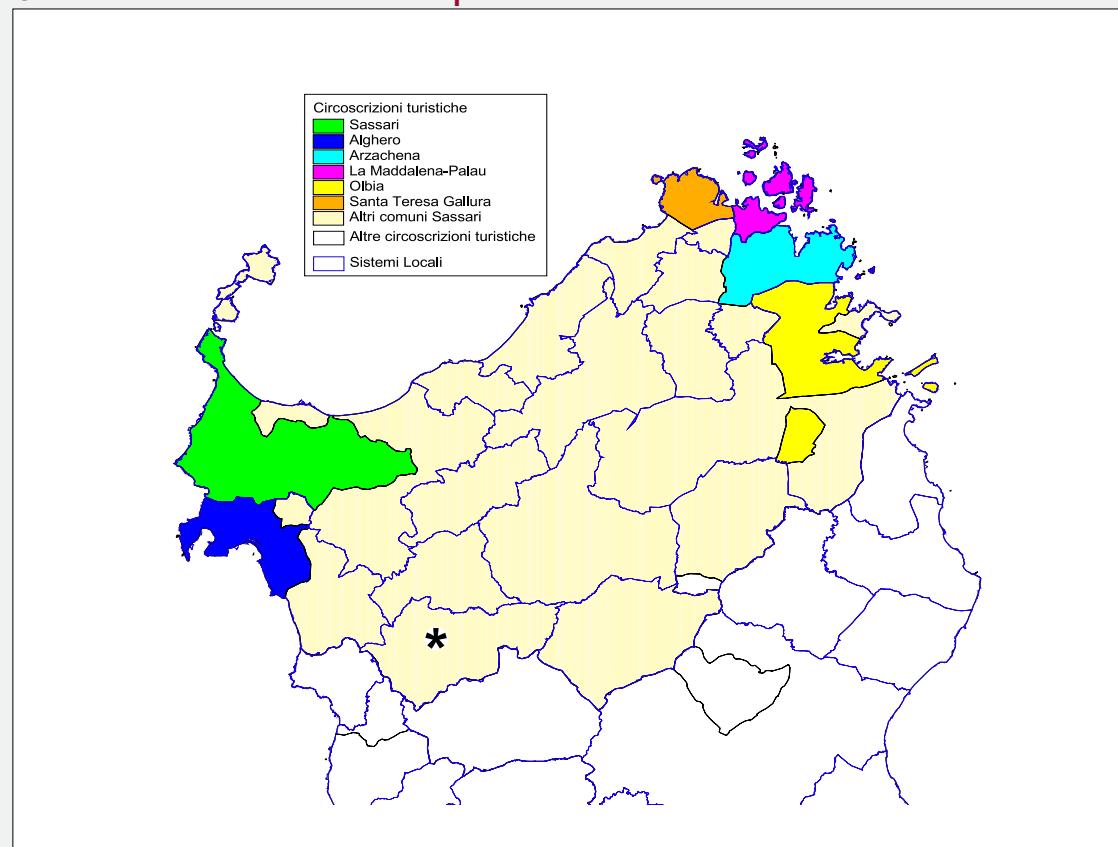 Circoscrizioni turistiche
Sassari
Alghero
Arzachena
La Maddalena-Palau
Olbia
Santa Teresa Gallura
Altri comuni Sassari
Altre circoscrizioni turistiche
Sistemi Locali
*